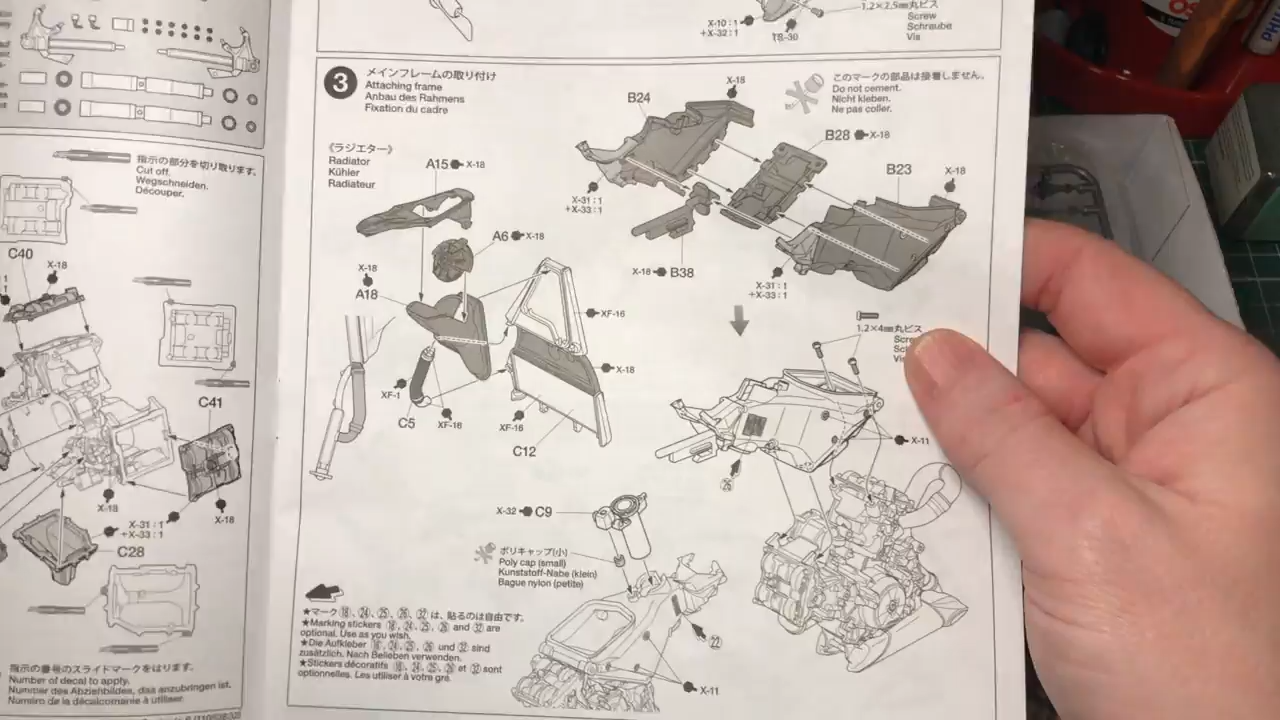 指示の部分を切り取ります。
Cut off.
Wegschneiden.
Découper.
C40
X-18
C41
X-18
X-18
X-31:1
+X-33:1
C28
指示の番号のスライドマークをはります。
Number of decal to apply.
Nummer des Abziehbildes, das anzubringen ist.
Numéro de la décalcomanie à utiliser.
1.2×2.5mm丸ビス
Screw
Schraube
Vis
X-10:1
+X-32:1
TS-30
3
メインフレームの取り付け
Attaching frame
Anbau des Rahmens
Fixation du cadre
このマークの部品は接着しません。
Do not cement.
Nicht kleben.
Ne pas coller.
《ラジエター》
Radiator
Kühler
Radiateur
A15 X-18
A6 X-18
X-18
A18
XF-1
C5
XF-16
XF-16
X-18
XF-16
C12
B24
X-18
B28 X-18
B23
X-18
X-31:1
+X-33:1
X-18 B38
X-31:1
+X-33:1
1.2×4mm丸ビス
X-11
26
X-32 C9
ポリキャップ(小)
Poly cap (small)
Kunststoff-Nabe (klein)
Bague nylon (petite)
22
X-11
★マーク⑱、㉔、㉕、㉖、㉜は、貼るのは自由です。
★Marking stickers ⑱, ㉔, ㉕, ㉖ and ㉜ are
optional. Use as you wish.
★Die Aufkleber ⑱, ㉔, ㉕, ㉖ und ㉜ sind
zusätzlich. Nach Belieben verwenden.
★Stickers décoratifs ⑱, ㉔, ㉕, ㉖ et ㉜ sont
optionnelles. Les utiliser à votre gré.